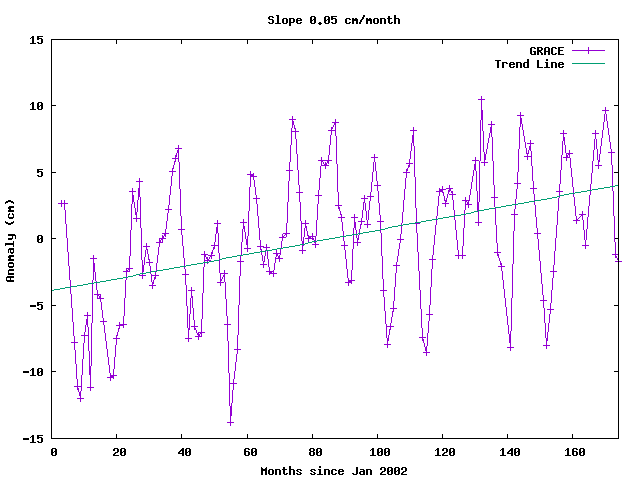 Slope 0.05 cm/month
15
GRACE
Trend Line
10
5
0
-5
-10
-15
Anomaly (cm)
0 20 40 60 80 100 120 140 160
Months since Jan 2002